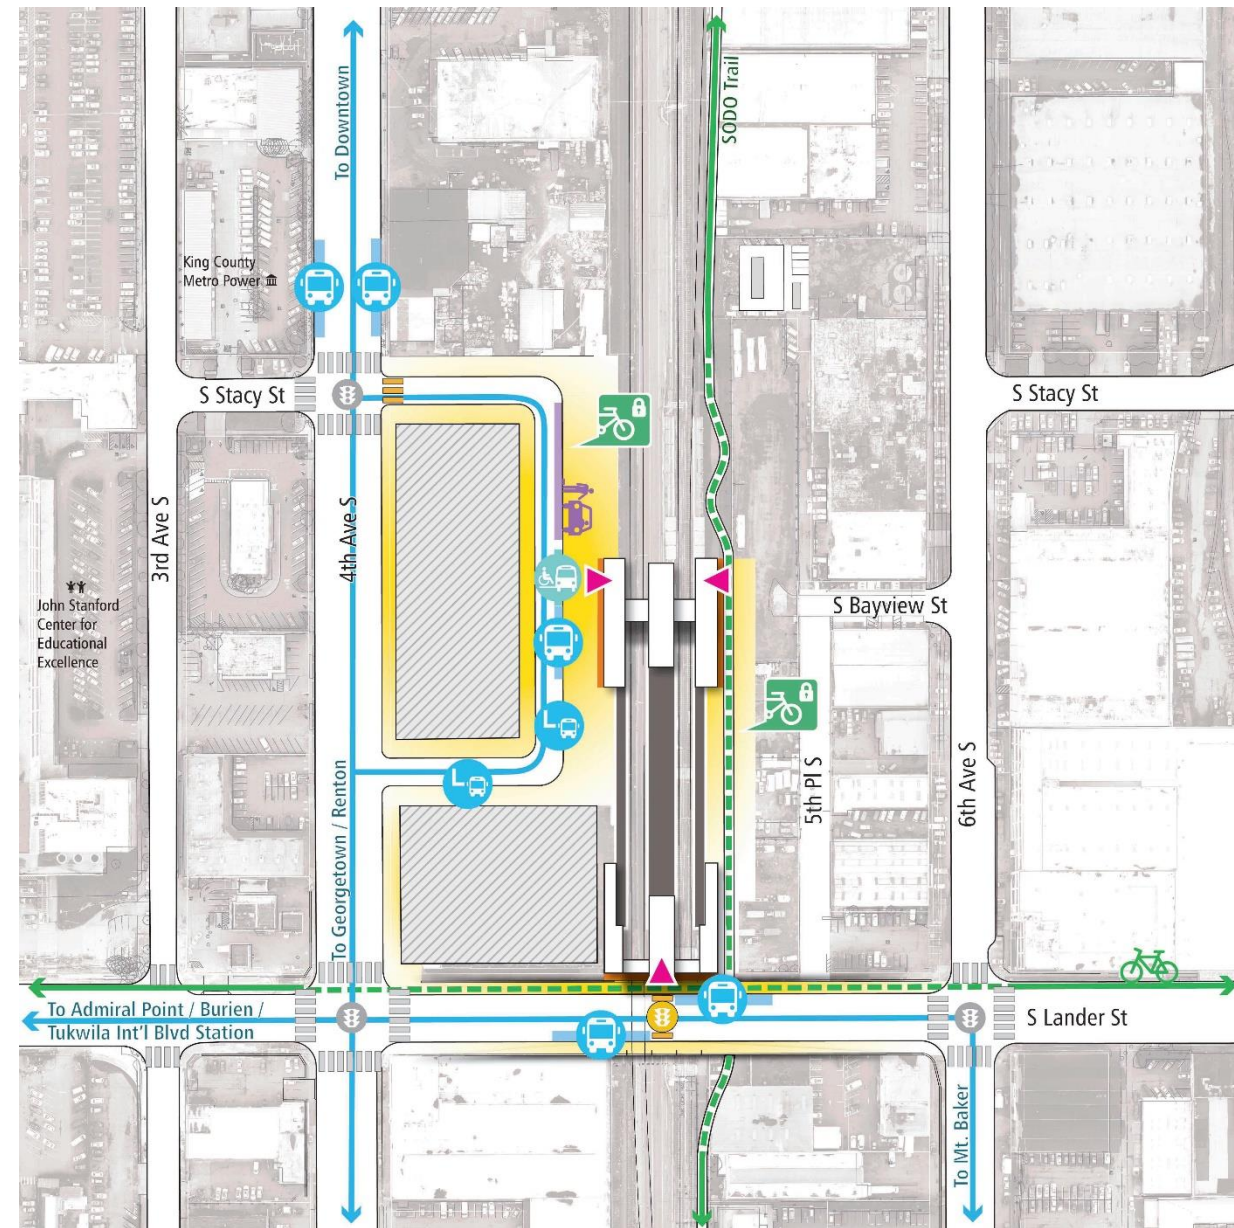 To Downtown
SODO Trail
King County
Metro Power
S Stacy St
S Stacy St
3rd Ave S
4th Ave S
John Stanford
Center for
Educational
Excellence
S Bayview St
L
L
5th Pl S
6th Ave S
To Georgetown / Renton
To Admiral Point / Burien /
Tukwila Int'l Blvd Station
S Lander St
To Mt. Baker